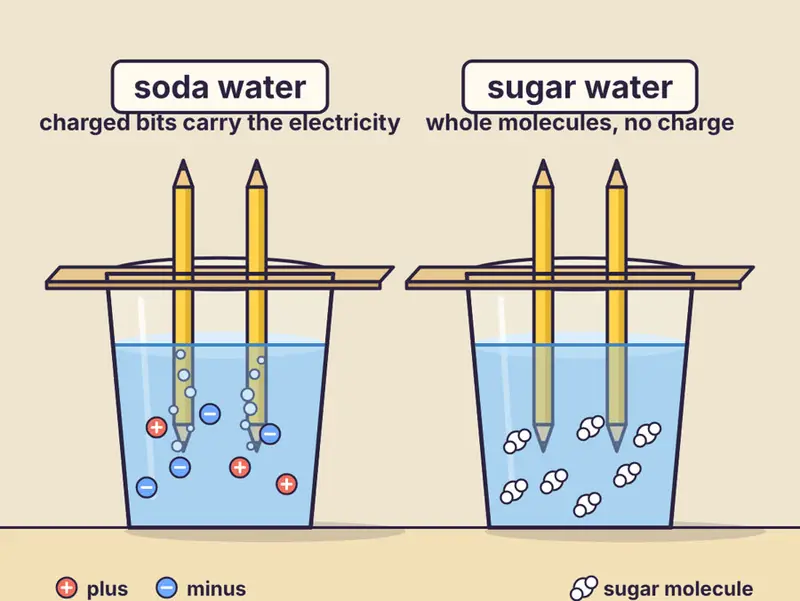 soda water
charged bits carry the electricity
sugar water
whole molecules, no charge
plus
minus
sugar molecule